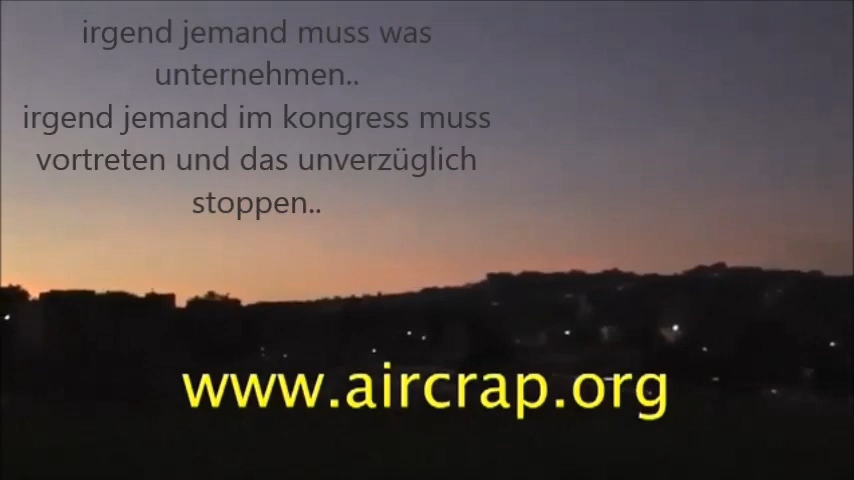 irgend jemand muss was
unternehmen..
irgend jemand im kongress muss
vortreten und das unverzüglich
stoppen..
www.aircrap.org